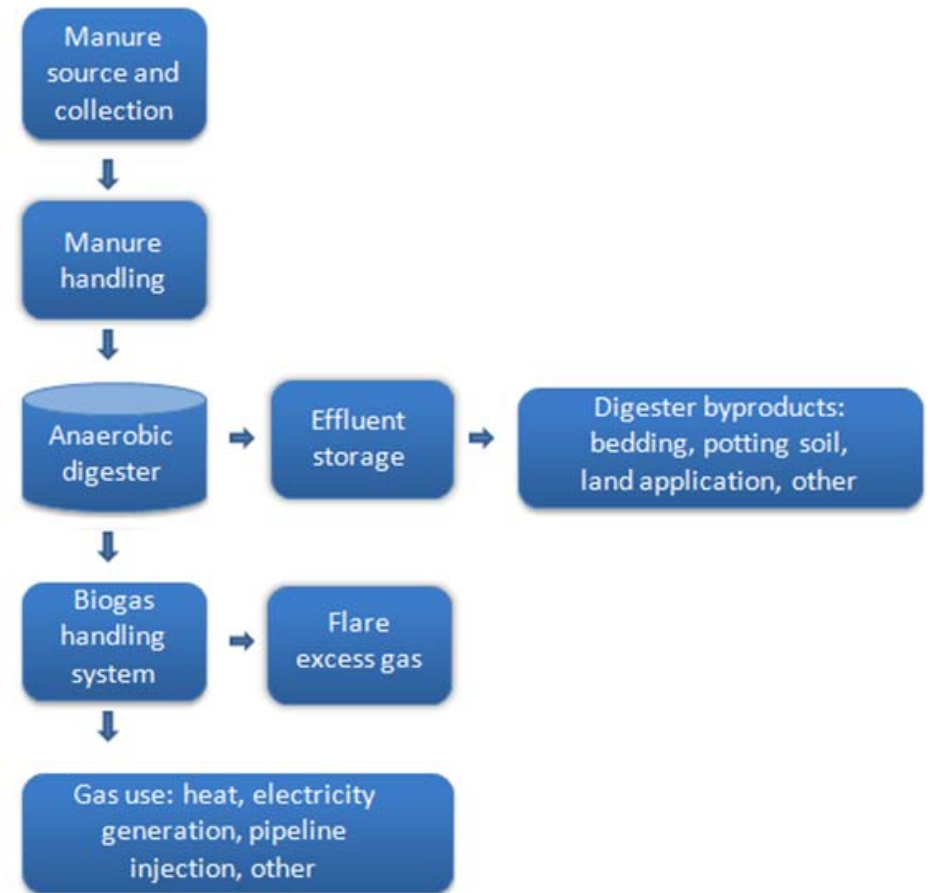 Manure
source and
collection
Manure
handling
Anaerobic
digester
Effluent
storage
Digester byproducts:
bedding, potting soil,
land application, other
Biogas
handling
system
Flare
excess gas
Gas use: heat, electricity
generation, pipeline
injection, other